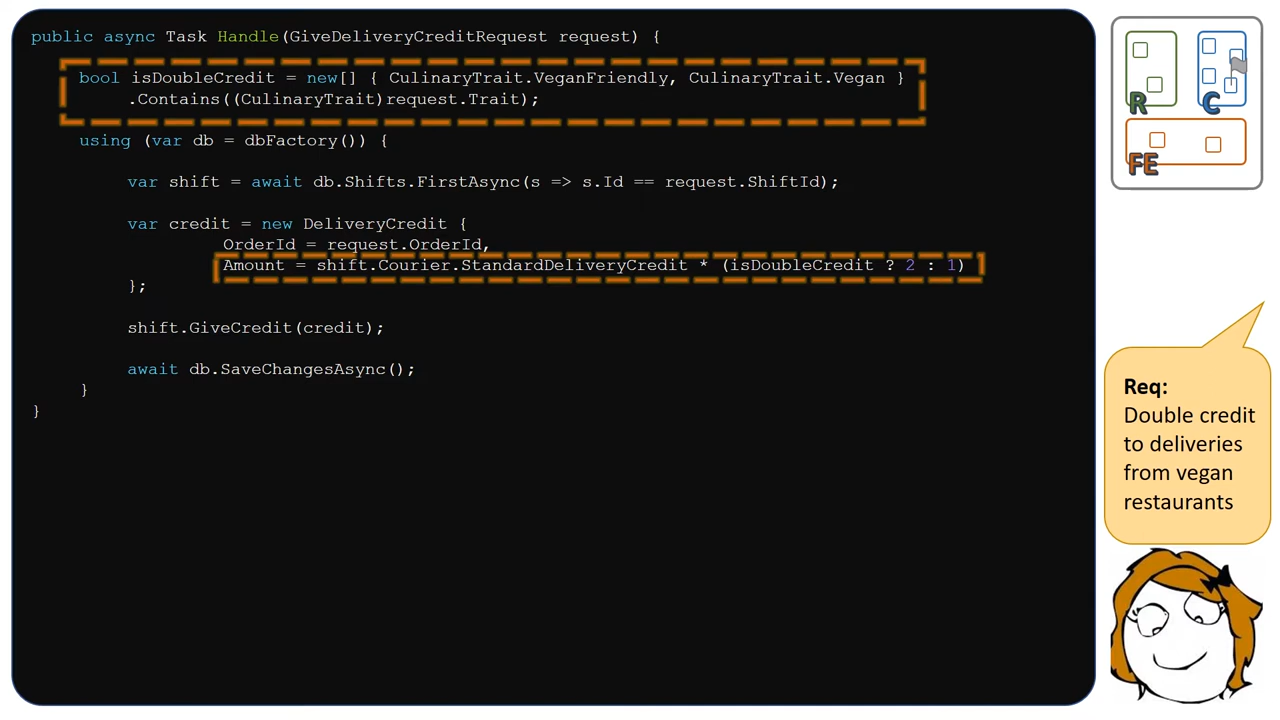 public async Task Handle(GiveDeliveryCreditRequest request) {
bool isDoubleCredit = new[] { CulinaryTrait.VeganFriendly, CulinaryTrait.Vegan }
.Contains((CulinaryTrait)request.Trait);
using (var db = dbFactory()) {
var shift = await db.Shifts.FirstAsync(s => s.Id == request.ShiftId);
var credit = new DeliveryCredit {
OrderId = request.OrderId,
Amount = shift.Courier.StandardDeliveryCredit * (isDoubleCredit ? 2 : 1)
};
shift.GiveCredit(credit);
await db.SaveChangesAsync();
}
}
R
C
FE
Req:
Double credit
to deliveries
from vegan
restaurants